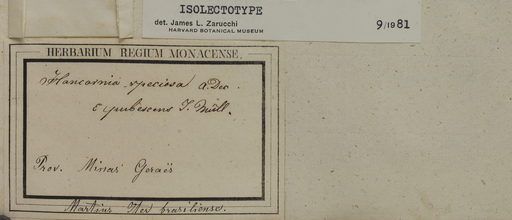 ISOLECTOTYPE
det. James L. Zarucchi 9/1981
HARVARD BOTANICAL MUSEUM
HERBARIUM REGIUM MONACENSE.
Hancornia speciosa A. Dec.
c pubescens J. Müll.
Prov. Minas Geraës
Martius Iter brasiliense.